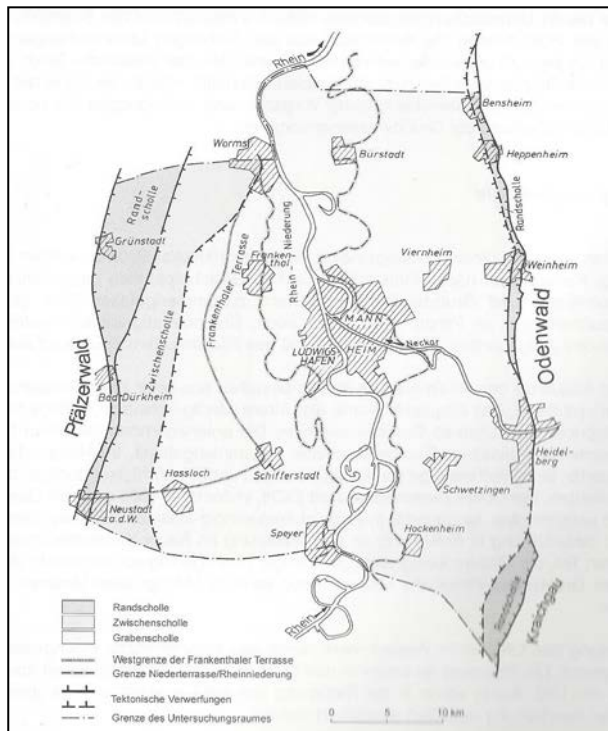 Rhein
Bensheim
Worms
Bürstadt
Heppenheim
Rand-
scholle
Randscholle
Grünstadt
Zwischenscholle
Frankenthaler Terrasse
Franken-
thal
Rhein - Niederung
Viernheim
Weinheim
MANN
HEIM
Neckar
LUDWIGS-
HAFEN
Pfälzerwald
Odenwald
Bad Dürkheim
Heidel-
berg
Hassloch
Schifferstadt
Schwetzingen
Neustadt
a.d.W.
Speyer
Hockenheim
Rhein
Randscholle
Kraichgau
Randscholle
Zwischenscholle
Grabenscholle
Westgrenze der Frankenthaler Terrasse
Grenze Niederterrasse/Rheinniederung
Tektonische Verwerfungen
Grenze des Untersuchungsraumes
0 5 10 km